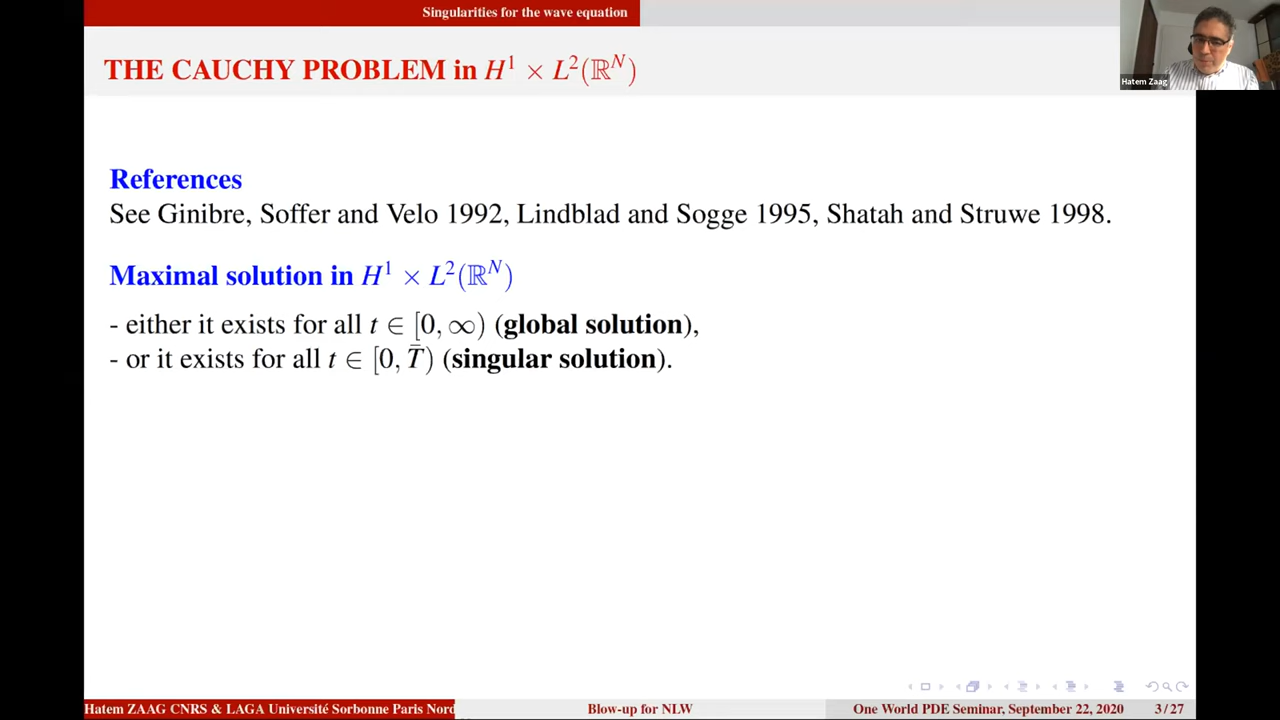 Singularities for the wave equation
THE CAUCHY PROBLEM in H¹ × L²(ℝᴺ)
Hatem Zaag
References
See Ginibre, Soffer and Velo 1992, Lindblad and Sogge 1995, Shatah and Struwe 1998.
Maximal solution in H¹ × L²(ℝᴺ)
- either it exists for all t ∈ [0, ∞) (global solution),
- or it exists for all t ∈ [0, T̄) (singular solution).
Hatem ZAAG CNRS & LAGA Université Sorbonne Paris Nord
Blow-up for NLW
One World PDE Seminar, September 22, 2020
3 / 27